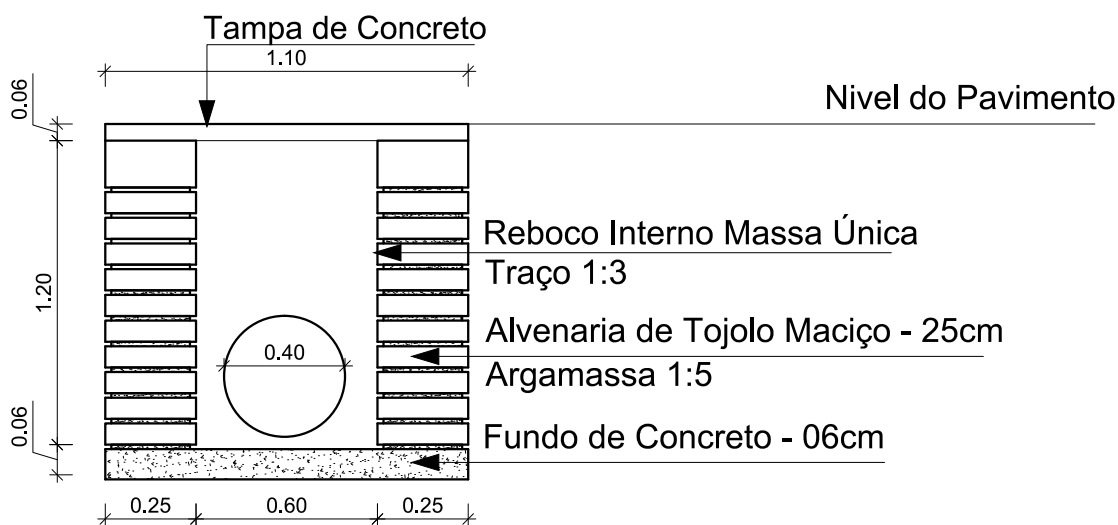 Tampa de Concreto
1.10
0.06
Nivel do Pavimento
Reboco Interno Massa Única
Traço 1:3
1.20
Alvenaria de Tojolo Maciço - 25cm
0.40
Argamassa 1:5
0.06
Fundo de Concreto - 06cm
0.25 0.60 0.25